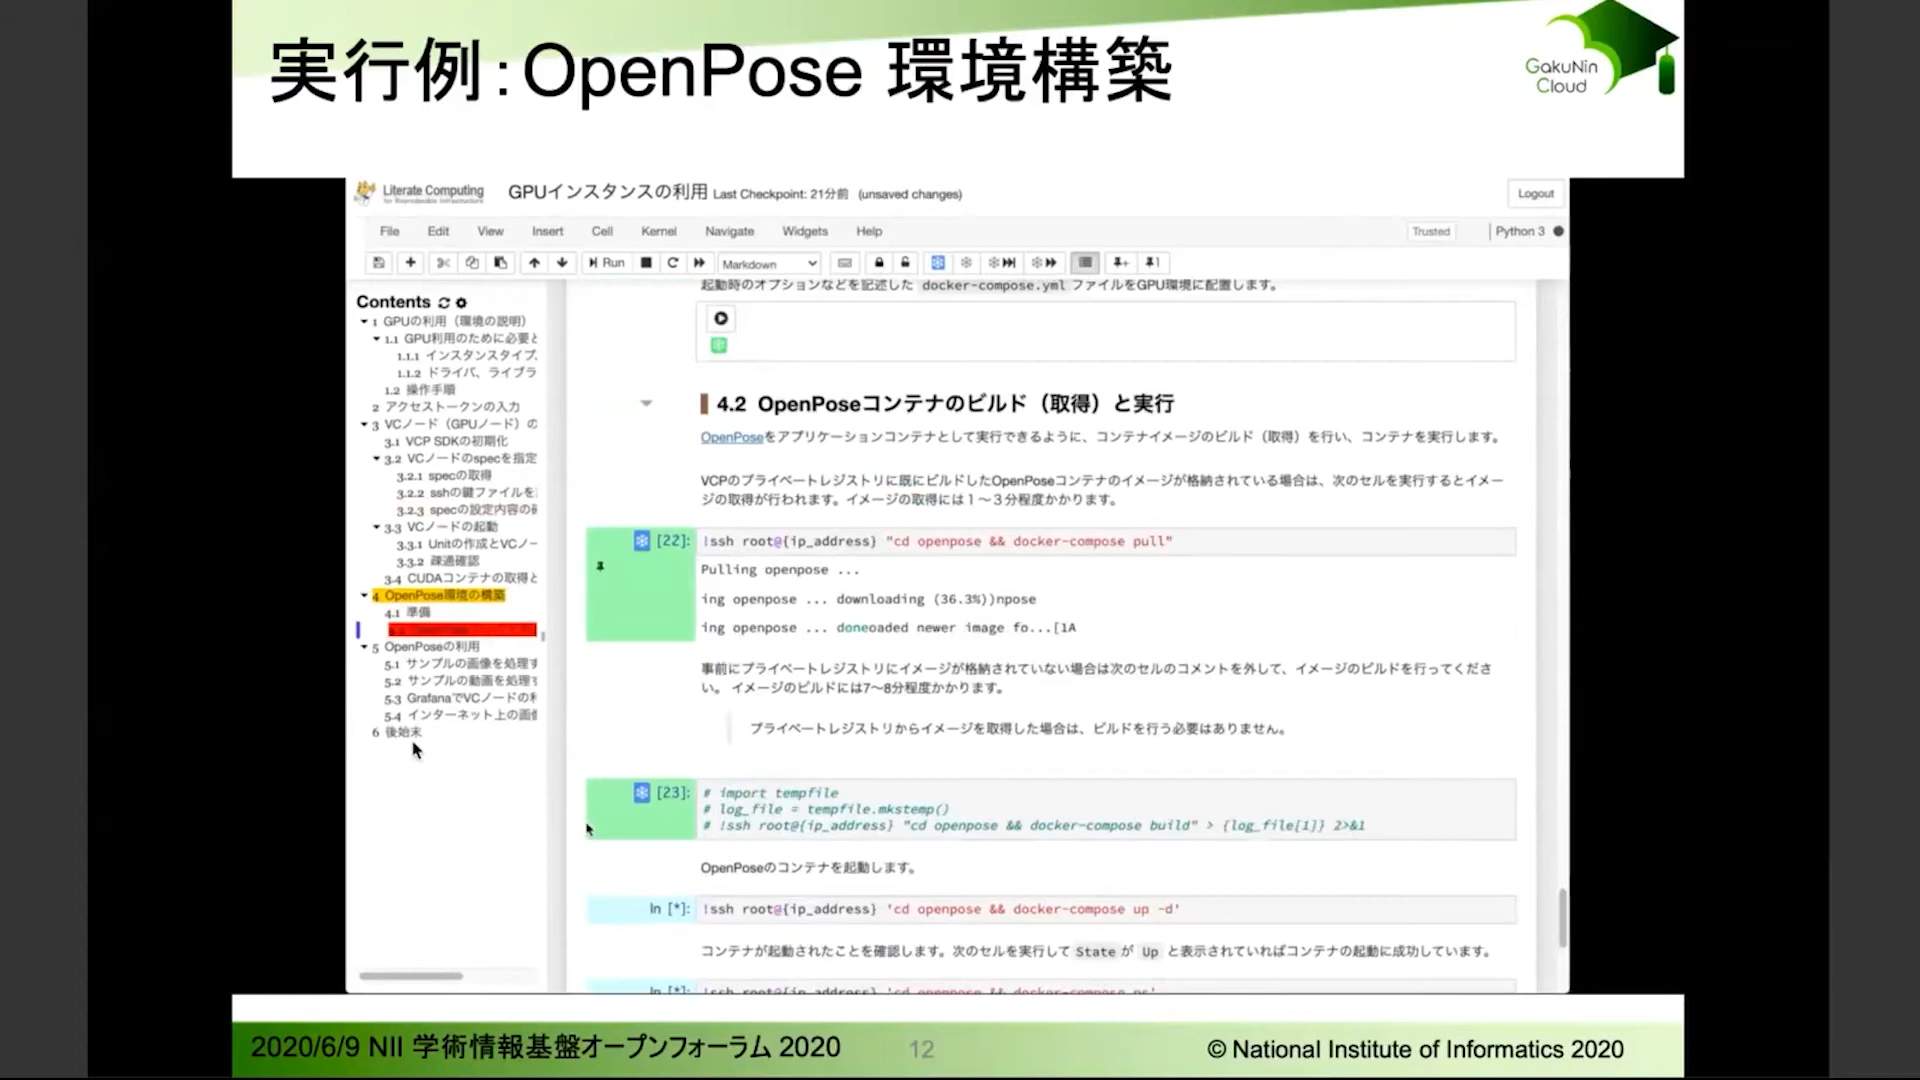 実行例：OpenPose 環境構築
GakuNin
Cloud
Literate Computing
for Reproducible Infrastructure
GPUインスタンスの利用 Last Checkpoint: 21分前 (unsaved changes)
Logout
File Edit View Insert Cell Kernel Navigate Widgets Help
Trusted
Python 3
Run
Markdown
Contents
1 GPUの利用（環境の説明）
1.1 GPU利用のために必要と
1.1.1 インスタンスタイプ、
1.1.2 ドライバ、ライブラ
1.2 操作手順
2 アクセストークンの入力
3 VCノード（GPUノード）の
3.1 VCP SDKの初期化
3.2 VCノードのspecを指定
3.2.1 specの取得
3.2.2 sshの鍵ファイルを
3.2.3 specの設定内容の
3.3 VCノードの起動
3.3.1 Unitの作成とVCノー
3.3.2 疎通確認
3.4 CUDAコンテナの取得と
4 OpenPose環境の構築
4.1 準備
5 OpenPoseの利用
5.1 サンプルの画像を処理す
5.2 サンプルの動画を処理す
5.3 GrafanaでVCノードの
5.4 インターネット上の画像
6 後始末
起動時のオプションなどを記述した docker-compose.yml ファイルをGPU環境に配置します。
4.2 OpenPoseコンテナのビルド（取得）と実行
OpenPoseをアプリケーションコンテナとして実行できるように、コンテナイメージのビルド（取得）を行い、コンテナを実行します。
VCPのプライベートレジストリに既にビルドしたOpenPoseコンテナのイメージが格納されている場合は、次のセルを実行するとイメー
ジの取得が行われます。イメージの取得には１～３分程度かかります。
[22]: !ssh root@{ip_address} "cd openpose && docker-compose pull"
Pulling openpose ...
ing openpose ... downloading (36.3%))npose
ing openpose ... doneoaded newer image fo...[1A
事前にプライベートレジストリにイメージが格納されていない場合は次のセルのコメントを外して、イメージのビルドを行ってくださ
い。 イメージのビルドには7～8分程度かかります。
プライベートレジストリからイメージを取得した場合は、ビルドを行う必要はありません。
[23]: # import tempfile
# log_file = tempfile.mkstemp()
# !ssh root@{ip_address} "cd openpose && docker-compose build" > {log_file[1]} 2>&1
OpenPoseのコンテナを起動します。
In [*]: !ssh root@{ip_address} 'cd openpose && docker-compose up -d'
コンテナが起動されたことを確認します。次のセルを実行して State が Up と表示されていればコンテナの起動に成功しています。
In [*]: !ssh root@{ip_address} 'cd openpose && docker-compose ps'
2020/6/9 NII 学術情報基盤オープンフォーラム 2020
12
© National Institute of Informatics 2020